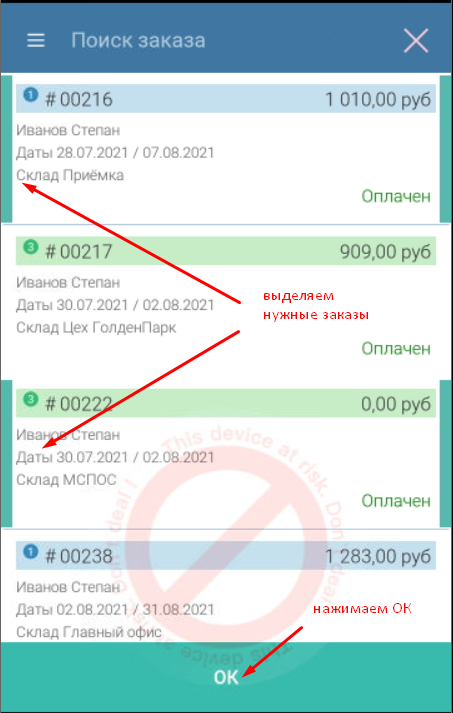 Поиск заказа
1 # 00216 1 010,00 руб
Иванов Степан
Даты 28.07.2021 / 07.08.2021
Склад Приёмка
Оплачен
3 # 00217 909,00 руб
Иванов Степан
Даты 30.07.2021 / 02.08.2021
Склад Цех ГолденПарк
Оплачен
выделяем
нужные заказы
3 # 00222 0,00 руб
Иванов Степан
Даты 30.07.2021 / 02.08.2021
Склад МСПОС
Оплачен
This device at risk. Don't deal !
This device at risk. Don't deal !
1 # 00238 1 283,00 руб
Иванов Степан
Даты 02.08.2021 / 31.08.2021
Склад Главный офис
нажимаем ОК
ОК